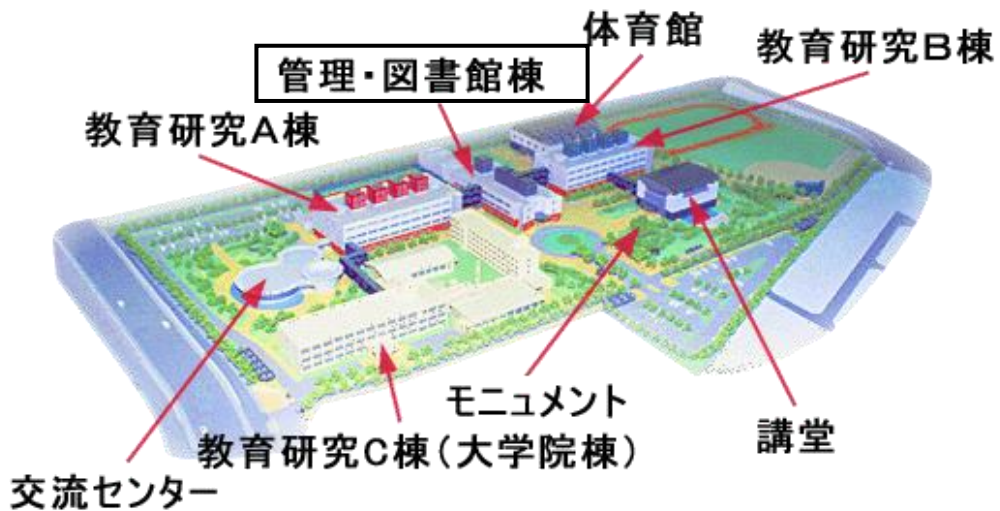 体育館
教育研究B棟
管理・図書館棟
教育研究A棟
モニュメント
講堂
教育研究C棟(大学院棟)
交流センター